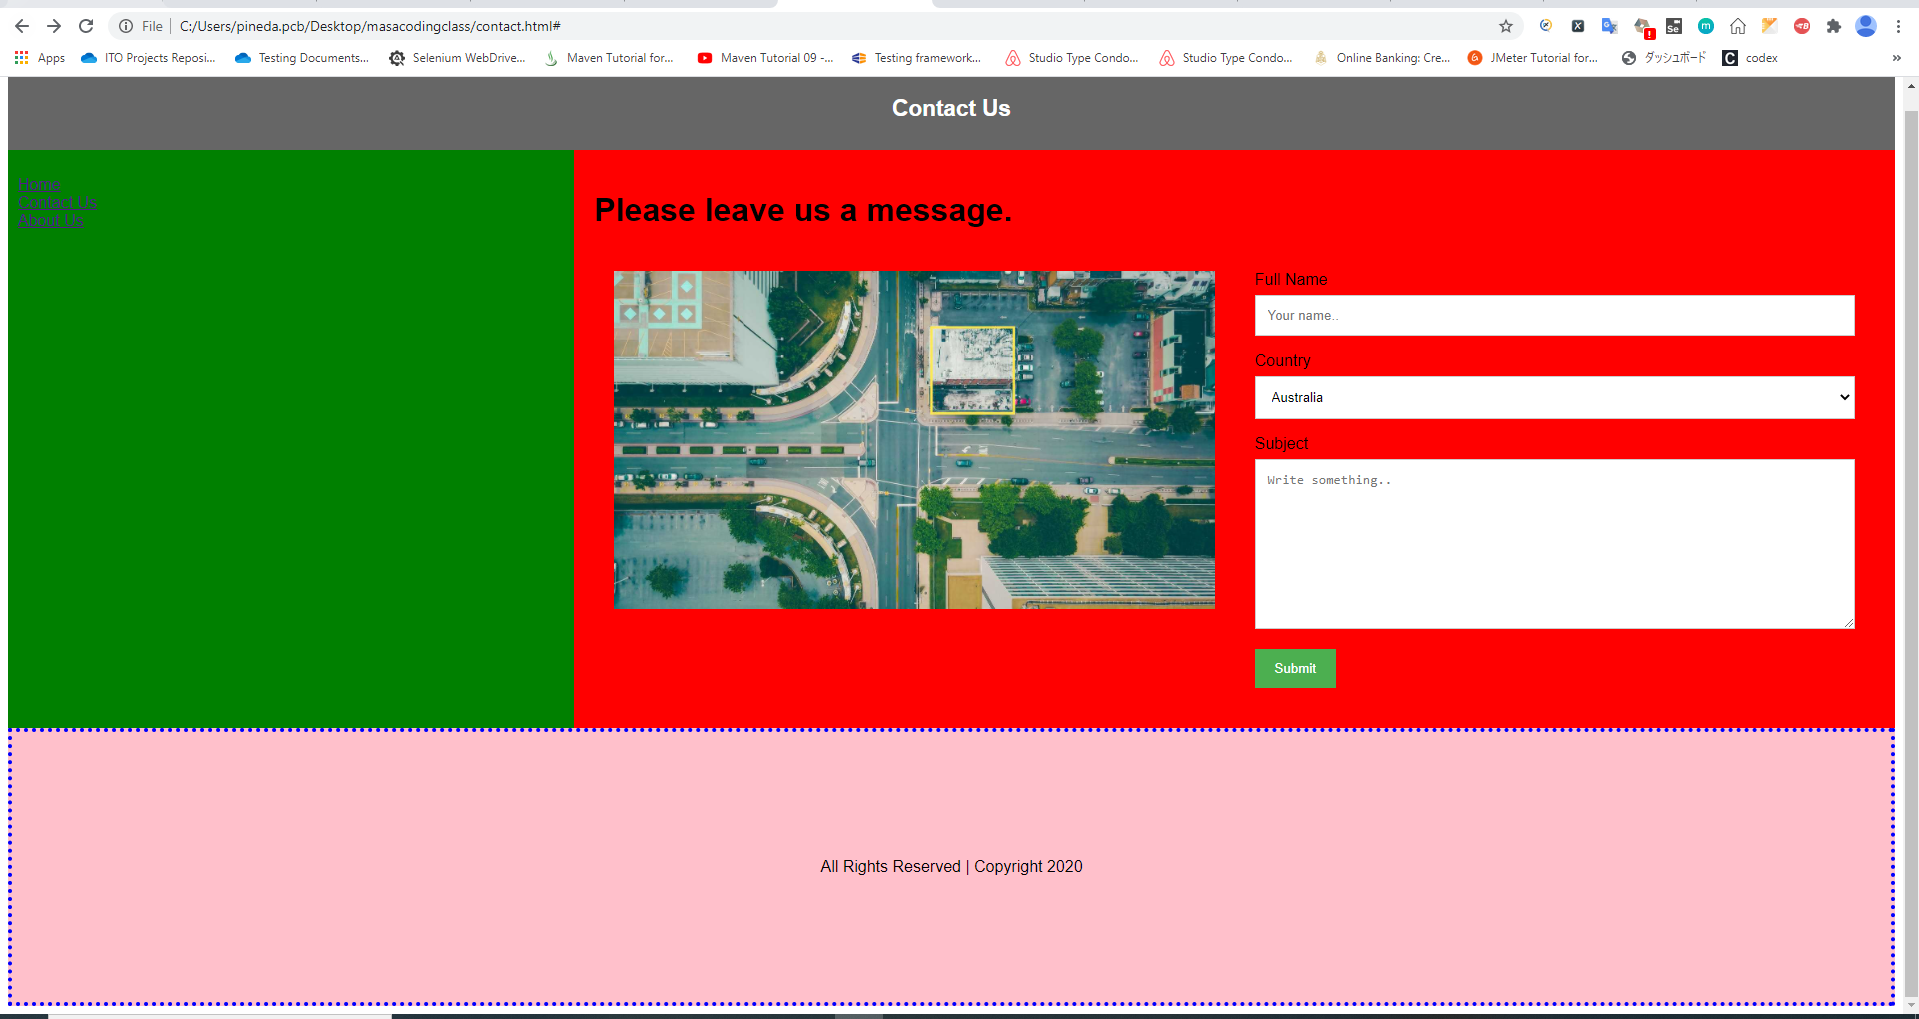 File | C:/Users/pineda.pcb/Desktop/masacodingclass/contact.html#
Apps ITO Projects Reposi... Testing Documents... Selenium WebDrive... Maven Tutorial for... Maven Tutorial 09 -... Testing framework... Studio Type Condo... Studio Type Condo... Online Banking: Cre... JMeter Tutorial for... ダッシュボード codex »
Contact Us
Home
Contact Us
About Us
Please leave us a message.
Full Name
Your name..
Country
Australia
Subject
Write something..
Submit
All Rights Reserved | Copyright 2020